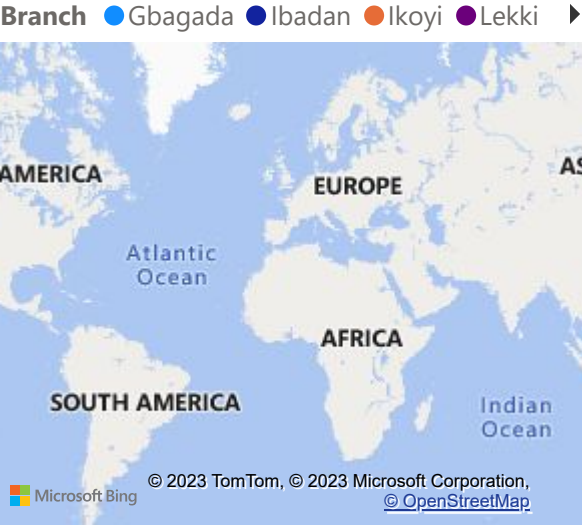 Branch Gbagada Ibadan Ikoyi Lekki
AMERICA
EUROPE
AS
Atlantic
Ocean
AFRICA
SOUTH AMERICA
Indian
Ocean
© 2023 TomTom, © 2023 Microsoft Corporation,
Microsoft Bing
© OpenStreetMap